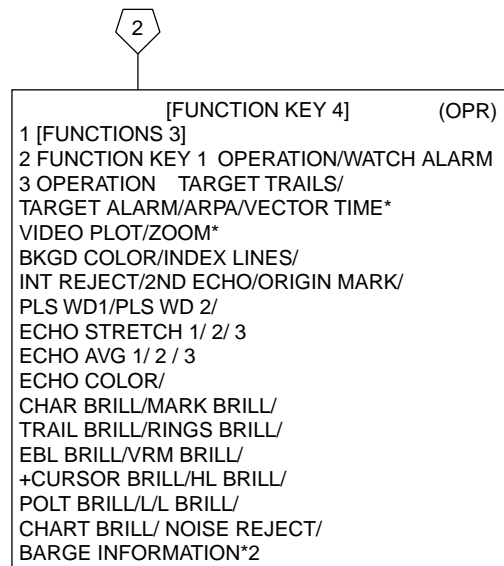 2
[FUNCTION KEY 4] (OPR)
1 [FUNCTIONS 3]
2 FUNCTION KEY 1 OPERATION/WATCH ALARM
3 OPERATION TARGET TRAILS/
TARGET ALARM/ARPA/VECTOR TIME*
VIDEO PLOT/ZOOM*
BKGD COLOR/INDEX LINES/
INT REJECT/2ND ECHO/ORIGIN MARK/
PLS WD1/PLS WD 2/
ECHO STRETCH 1/ 2/ 3
ECHO AVG 1/ 2 / 3
ECHO COLOR/
CHAR BRILL/MARK BRILL/
TRAIL BRILL/RINGS BRILL/
EBL BRILL/VRM BRILL/
+CURSOR BRILL/HL BRILL/
POLT BRILL/L/L BRILL/
CHART BRILL/ NOISE REJECT/
BARGE INFORMATION*2